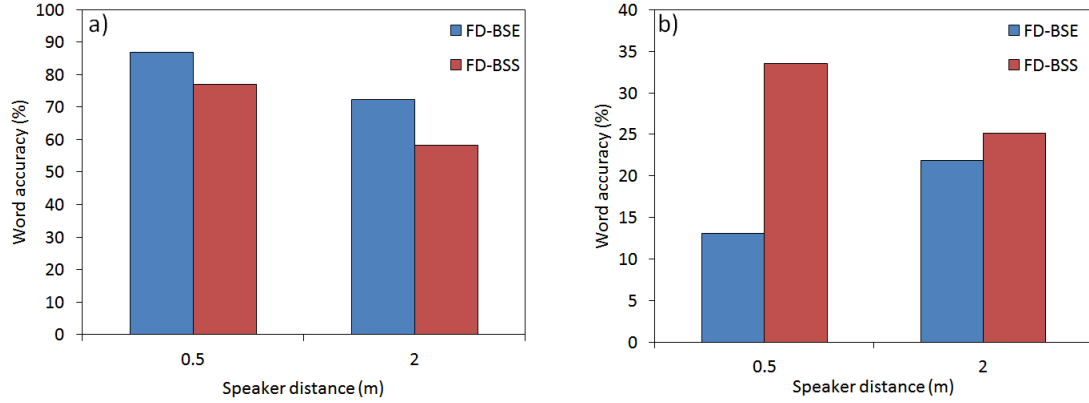 a)
FD-BSE
FD-BSS
Word accuracy (%)
100
90
80
70
60
50
40
30
20
10
0
0.5 2
Speaker distance (m)
b)
FD-BSE
FD-BSS
Word accuracy (%)
40
35
30
25
20
15
10
5
0
0.5 2
Speaker distance (m)